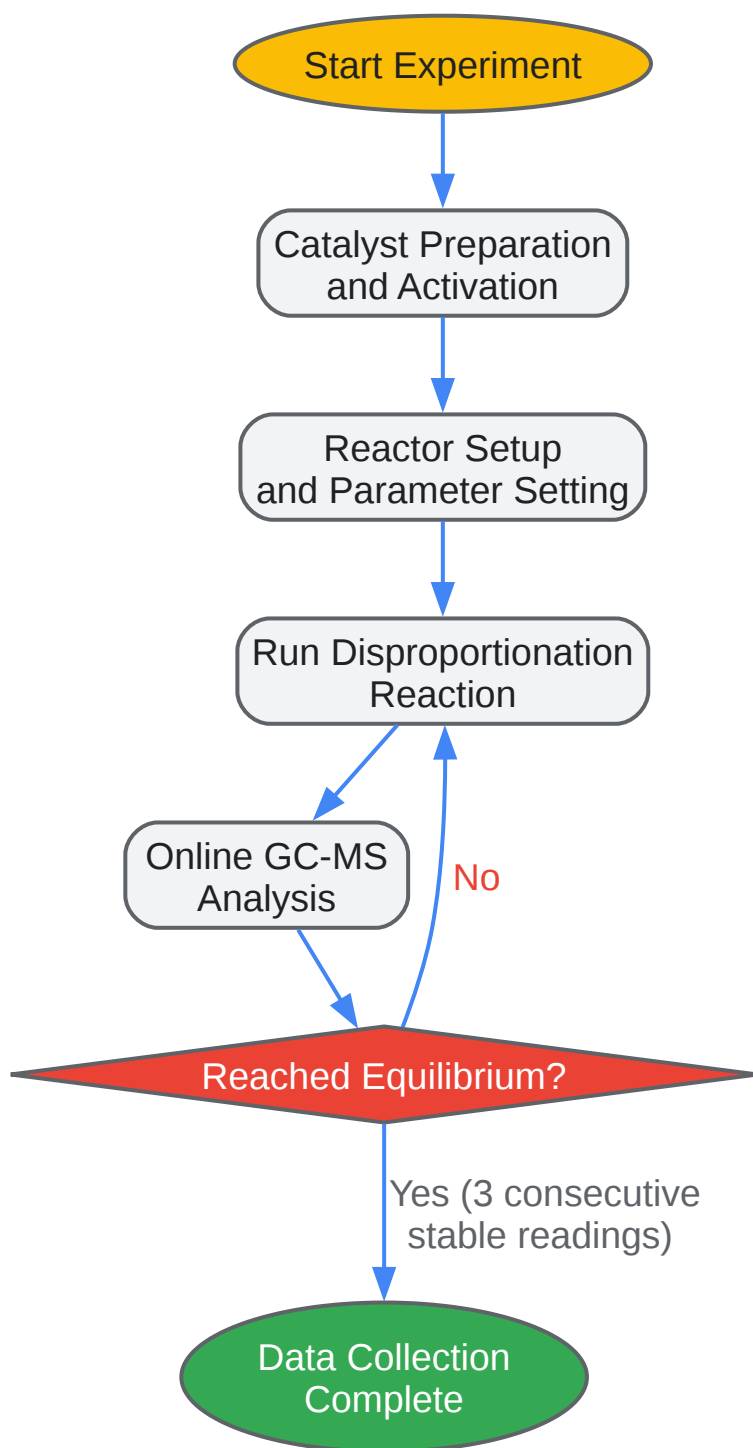 Start Experiment
Catalyst Preparation
and Activation
Reactor Setup
and Parameter Setting
Run Disproportionation
Reaction
Online GC-MS
Analysis
No
Reached Equilibrium?
Yes (3 consecutive
stable readings)
Data Collection
Complete